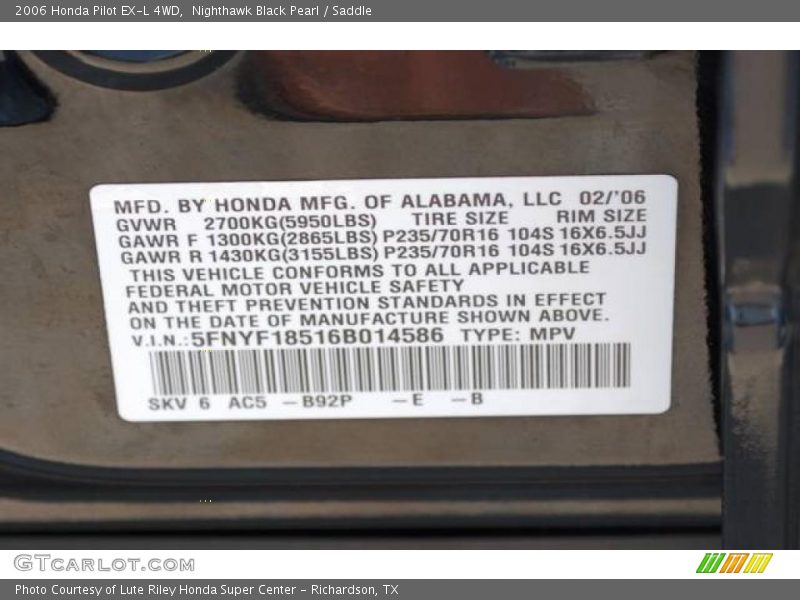 2006 Honda Pilot EX-L 4WD,  Nighthawk Black Pearl / Saddle
MFD. BY HONDA MFG. OF ALABAMA, LLC 02/'06
GVWR 2700KG(5950LBS) TIRE SIZE RIM SIZE
GAWR F 1300KG(2865LBS) P235/70R16 104S 16X6.5JJ
GAWR R 1430KG(3155LBS) P235/70R16 104S 16X6.5JJ
THIS VEHICLE CONFORMS TO ALL APPLICABLE
FEDERAL MOTOR VEHICLE SAFETY
AND THEFT PREVENTION STANDARDS IN EFFECT
ON THE DATE OF MANUFACTURE SHOWN ABOVE.
V.I.N.:5FNYF18516B014586 TYPE: MPV
SKV 6 AC5 -B92P -E -B
GTCARLOT.COM
Photo Courtesy of Lute Riley Honda Super Center - Richardson, TX